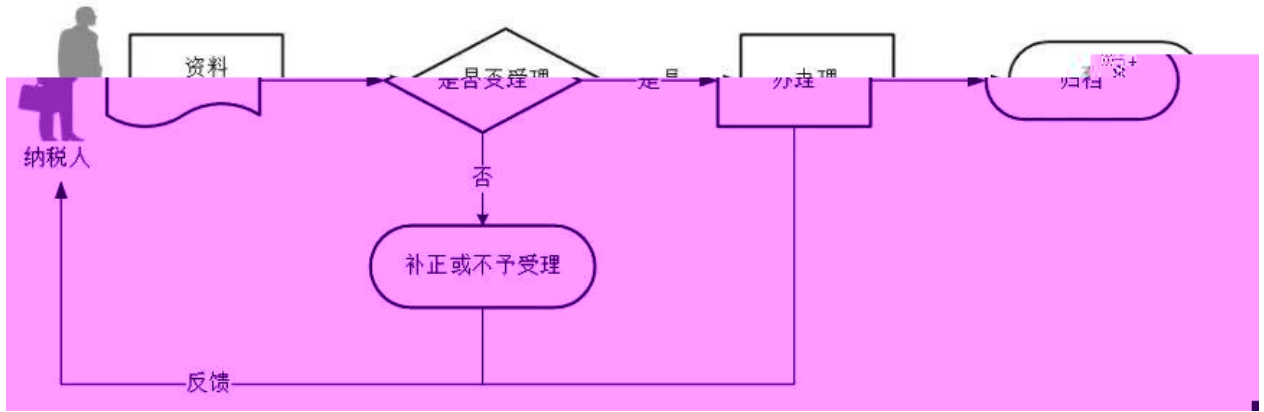 资料
是否受理
是
办理
归档
纳税人
否
补正或不予受理
反馈